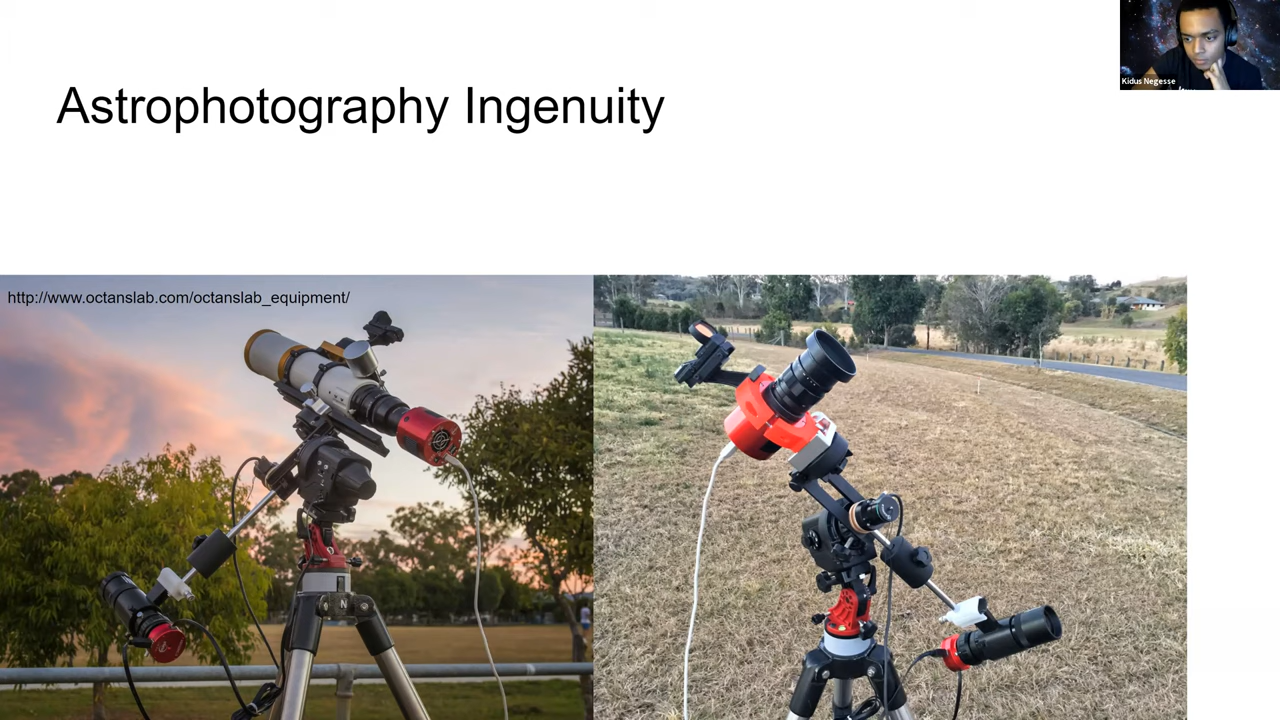 Astrophotography Ingenuity
Kidus Negesse
http://www.octanslab.com/octanslab_equipment/
N